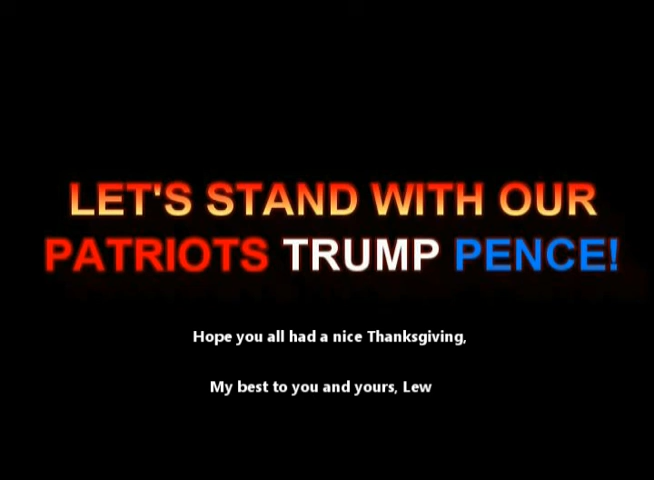 LET'S STAND WITH OUR
PATRIOTS TRUMP PENCE!
Hope you all had a nice Thanksgiving,
My best to you and yours, Lew